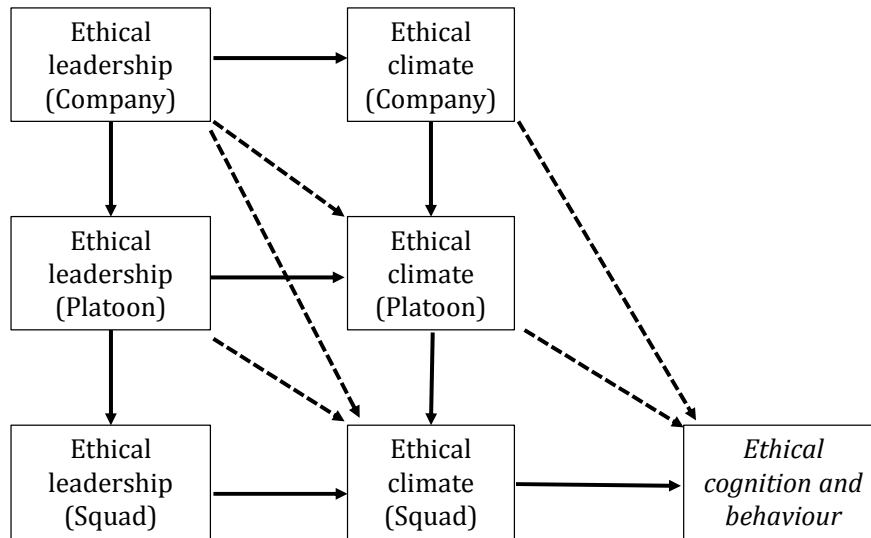 Ethical
leadership
(Company)
Ethical
climate
(Company)
Ethical
leadership
(Platoon)
Ethical
climate
(Platoon)
Ethical
leadership
(Squad)
Ethical
climate
(Squad)
Ethical
cognition and
behaviour